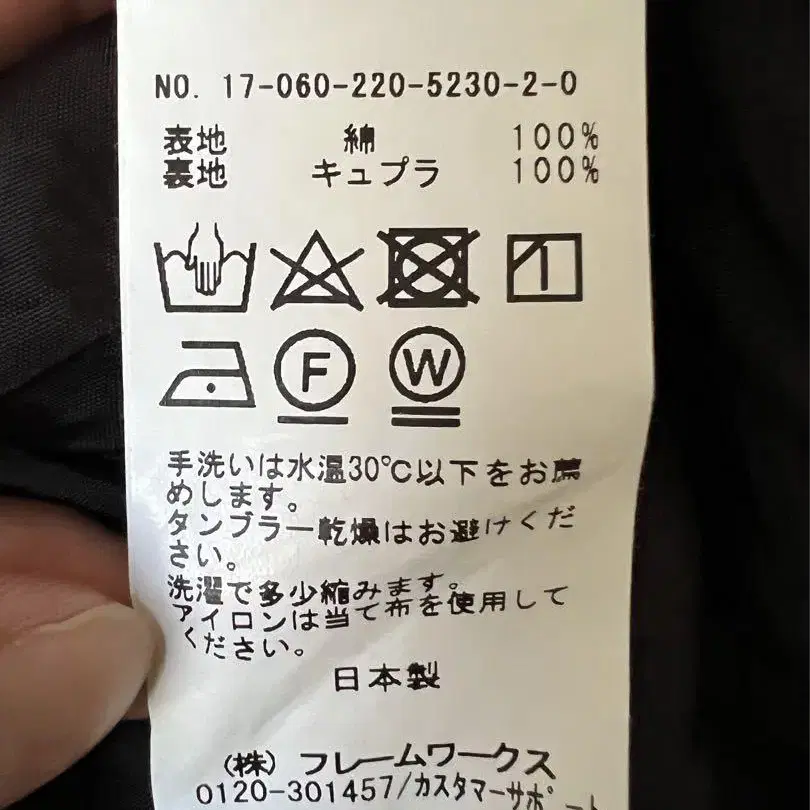 NO. 17-060-220-5230-2-0
表地 綿 100%
裏地 キュプラ 100%
F W
手洗いは水温30℃以下をお薦
めします。
タンブラー乾燥はお避けくだ
さい。
洗濯で多少縮みます。
アイロンは当て布を使用して
ください。
日本製
(株) フレームワークス
0120-301457/カスタマーサポート